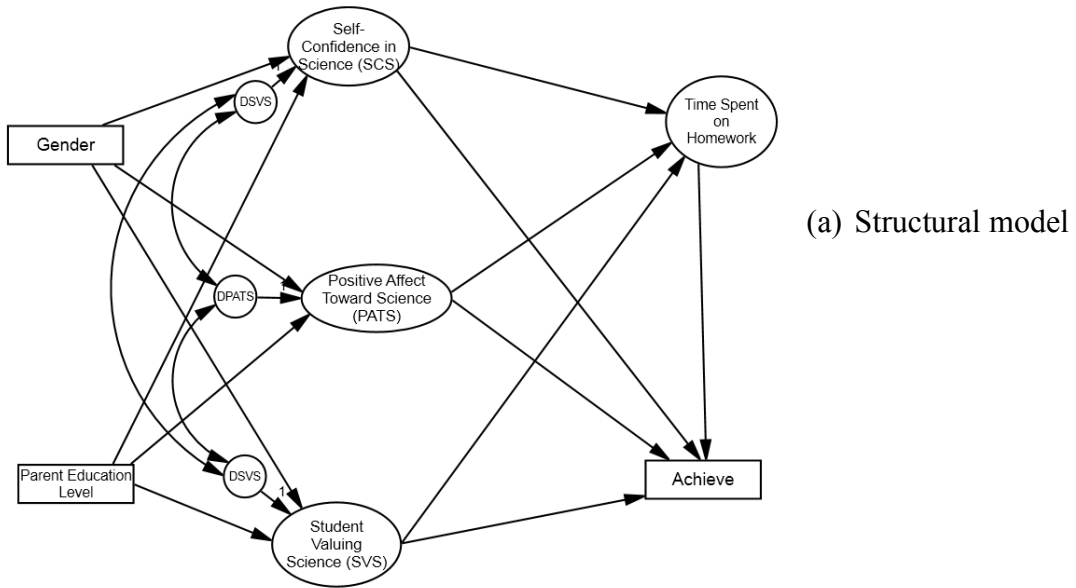 Self-
Confidence in
Science (SCS)
1
DSVS
Time Spent
on
Homework
Gender
(a) Structural model
DPATS
1
Positive Affect
Toward Science
(PATS)
Parent Education
Level
DSVS
1
Achieve
Student
Valuing
Science (SVS)